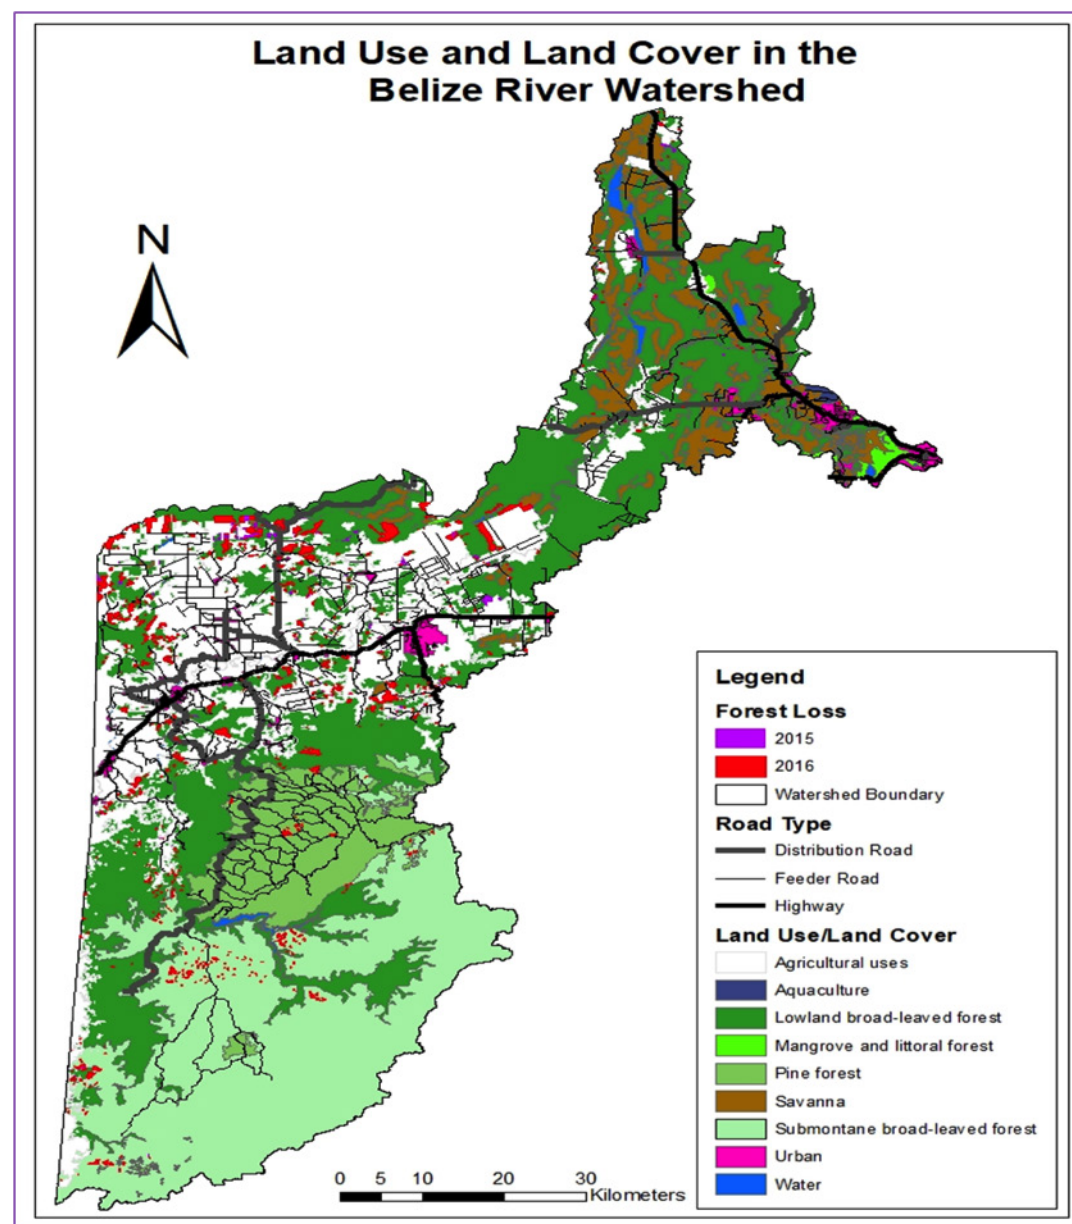 Land Use and Land Cover in the
Belize River Watershed
N
Legend
Forest Loss
2015
2016
Watershed Boundary
Road Type
Distribution Road
Feeder Road
Highway
Land Use/Land Cover
Agricultural uses
Aquaculture
Lowland broad-leaved forest
Mangrove and littoral forest
Pine forest
Savanna
Submontane broad-leaved forest
Urban
Water
0 5 10 20 30
Kilometers